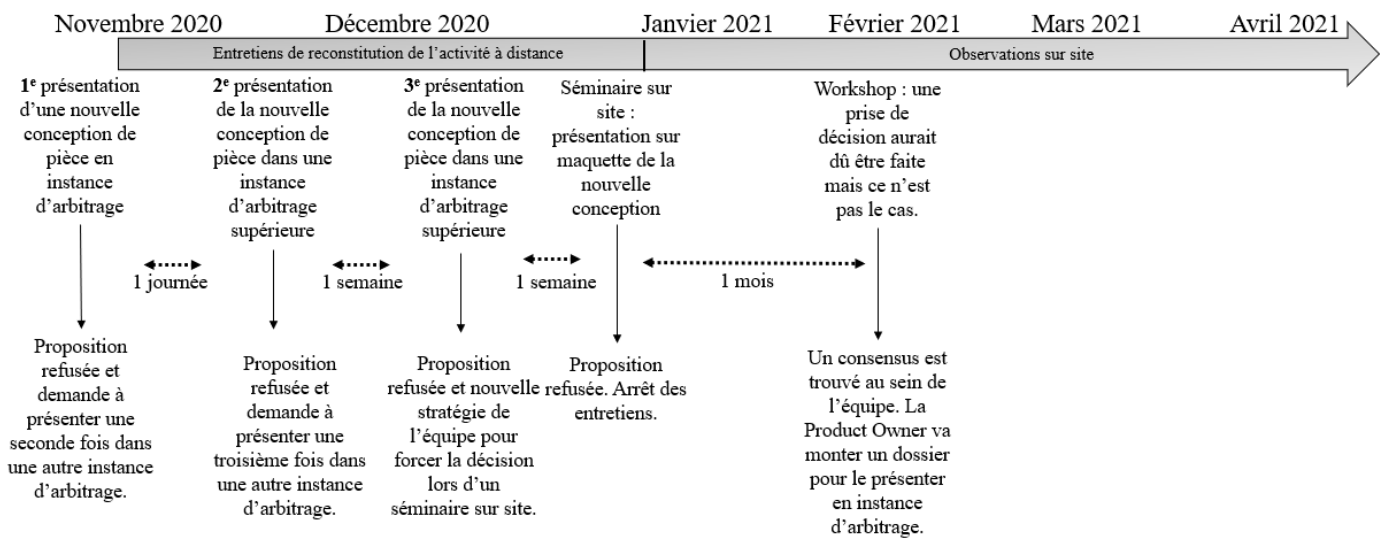 Novembre 2020 Décembre 2020 Janvier 2021 Février 2021 Mars 2021 Avril 2021
Entretiens de reconstitution de l’activité à distance Observations sur site
1e présentation
d’une nouvelle
conception de
pièce en
instance
d’arbitrage
2e présentation
de la nouvelle
conception de
pièce dans une
instance
d’arbitrage
supérieure
3e présentation
de la nouvelle
conception de
pièce dans une
instance
d’arbitrage
supérieure
Séminaire sur
site :
présentation sur
maquette de la
nouvelle
conception
Workshop : une
prise de
décision aurait
dû être faite
mais ce n’est
pas le cas.
1 journée
1 semaine
1 semaine
1 mois
Proposition
refusée et
demande à
présenter une
seconde fois dans
une autre instance
d’arbitrage.
Proposition
refusée et
demande à
présenter une
troisième fois dans
une autre instance
d’arbitrage.
Proposition
refusée et nouvelle
stratégie de
l’équipe pour
forcer la décision
lors d’un
séminaire sur site.
Proposition
refusée. Arrêt des
entretiens.
Un consensus est
trouvé au sein de
l’équipe. La
Product Owner va
monter un dossier
pour le présenter
en instance
d’arbitrage.